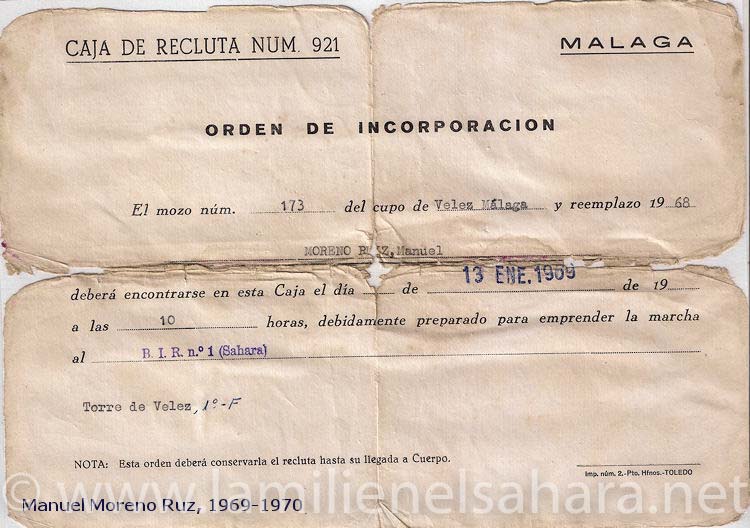 CAJA DE RECLUTA NUM. 921
MALAGA
ORDEN DE INCORPORACION
El mozo núm. 173 del cupo de Velez Málaga y reemplazo 19 68
MORENO RUIZ, Manuel
deberá encontrarse en esta Caja el día de 13 ENE. 1969 de 19
a las 10 horas, debidamente preparado para emprender la marcha
al B. I. R. n.º 1 (Sahara)
Torre de Velez, 1º-F
NOTA: Esta orden deberá conservarla el recluta hasta su llegada a Cuerpo.
Imp. núm. 2.-Pto. Hfnos.-TOLEDO
© www.lamilienelsahara.net
Manuel Moreno Ruz, 1969-1970